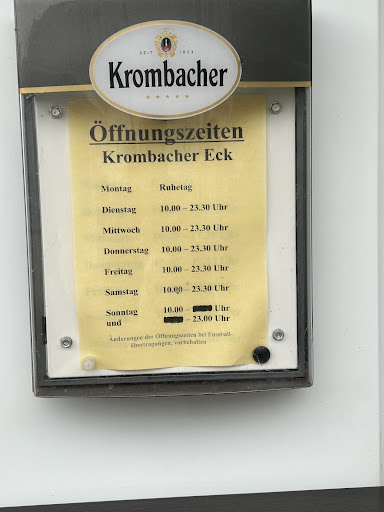 SEIT 1803
Krombacher
Öffnungszeiten
Krombacher Eck
Montag Ruhetag
Dienstag 10.00 – 23.30 Uhr
Mittwoch 10.00 – 23.30 Uhr
Donnerstag 10.00 – 23.30 Uhr
Freitag 10.00 – 23.30 Uhr
Samstag 10.00 – 23.30 Uhr
Sonntag 10.00 – Uhr
und – 23.00 Uhr
Änderungen der Öffnungszeiten bei Fussball-
übertragungen, vorbehalten